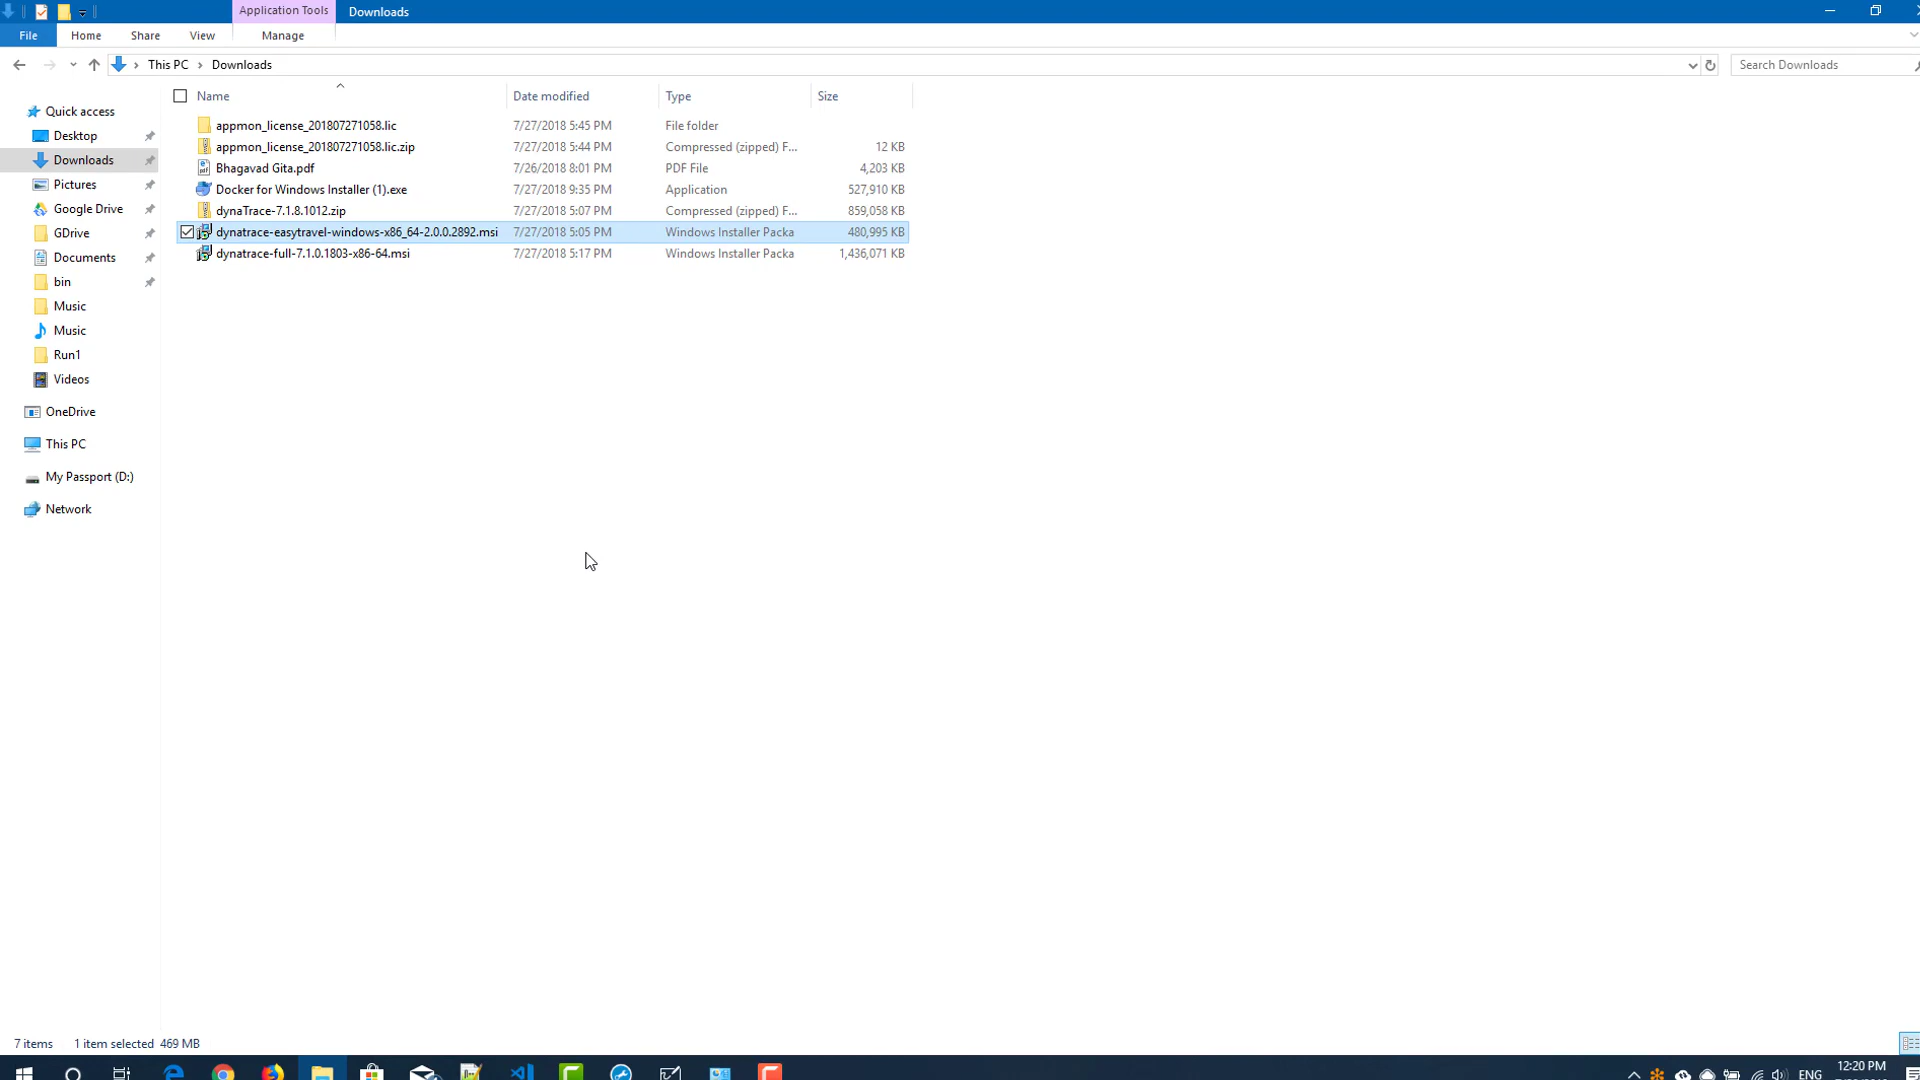 Application Tools
Downloads
File
Home
Share
View
Manage
This PC
Downloads
Search Downloads
Name
Date modified
Type
Size
Quick access
Desktop
Downloads
Pictures
Google Drive
GDrive
Documents
bin
Music
Music
Run1
Videos
OneDrive
This PC
My Passport (D:)
Network
appmon_license_201807271058.lic 7/27/2018 5:45 PM File folder
appmon_license_201807271058.lic.zip 7/27/2018 5:44 PM Compressed (zipped) F... 12 KB
Bhagavad Gita.pdf 7/26/2018 8:01 PM PDF File 4,203 KB
Docker for Windows Installer (1).exe 7/27/2018 9:35 PM Application 527,910 KB
dynaTrace-7.1.8.1012.zip 7/27/2018 5:07 PM Compressed (zipped) F... 859,058 KB
dynatrace-easytravel-windows-x86_64-2.0.0.2892.msi 7/27/2018 5:05 PM Windows Installer Packa 480,995 KB
dynatrace-full-7.1.0.1803-x86-64.msi 7/27/2018 5:17 PM Windows Installer Packa 1,436,071 KB
7 items
1 item selected 469 MB
ENG
12:20 PM